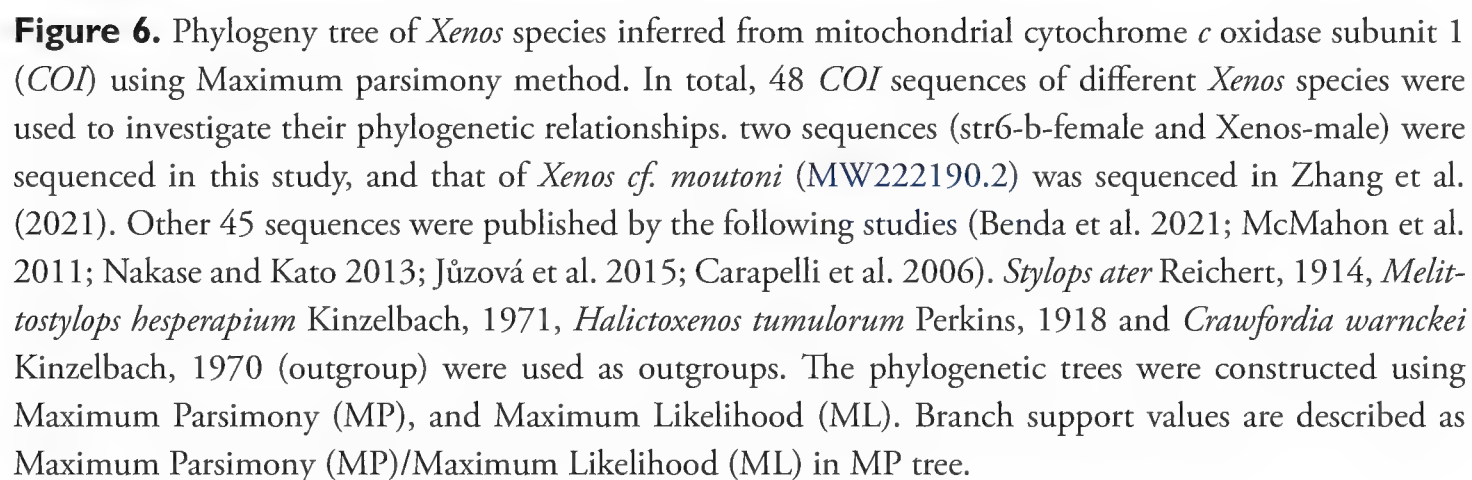 Figure 6. Phylogeny tree of Xenos species inferred from mitochondrial cytochrome c oxidase subunit 1
(COI) using Maximum parsimony method. In total, 48 COI sequences of different Xenos species were
used to investigate their phylogenetic relationships. two sequences (str6-b-female and Xenos-male) were
sequenced in this study, and that of Xenos cf. moutoni (MW222190.2) was sequenced in Zhang et al.
(2021). Other 45 sequences were published by the following studies (Benda et al. 2021; McMahon et al.
2011; Nakase and Kato 2013; Jůzová et al. 2015; Carapelli et al. 2006). Stylops ater Reichert, 1914, Melit-
tostylops hesperapium Kinzelbach, 1971, Halictoxenos tumulorum Perkins, 1918 and Crawfordia warnckei
Kinzelbach, 1970 (outgroup) were used as outgroups. The phylogenetic trees were constructed using
Maximum Parsimony (MP), and Maximum Likelihood (ML). Branch support values are described as
Maximum Parsimony (MP)/Maximum Likelihood (ML) in MP tree.